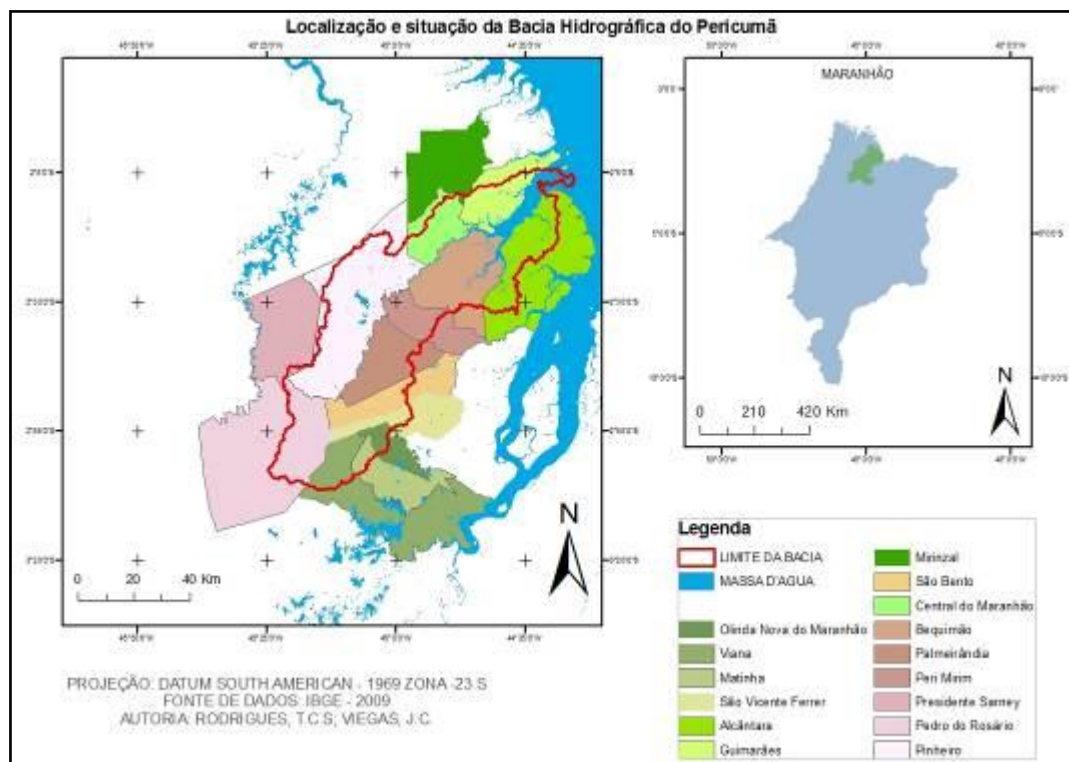 Localização e situação da Bacia Hidrográfica do Pericumã
MARANHÃO
N
0 20 40 Km
N
0 210 420 Km
Legenda
LIMITE DA BACIA
MASSA D'AGUA
Olinda Nova do Maranhão
Viana
Matinha
São Vicente Ferrer
Alcântara
Guimarães
Mirinzal
São Bento
Central do Maranhão
Bequimão
Palmeirândia
Peri Mirim
Presidente Sarney
Pedro do Rosário
Pinheiro
PROJEÇÃO: DATUM SOUTH AMERICAN - 1969 ZONA -23 S
FONTE DE DADOS: IBGE - 2009
AUTORIA: RODRIGUES, T.C.S, VIEGAS, J.C.